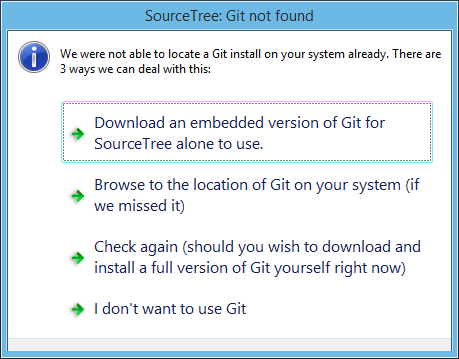 SourceTree: Git not found
We were not able to locate a Git install on your system already. There are
3 ways we can deal with this:
Download an embedded version of Git for
SourceTree alone to use.
Browse to the location of Git on your system (if
we missed it)
Check again (should you wish to download and
install a full version of Git yourself right now)
I don't want to use Git